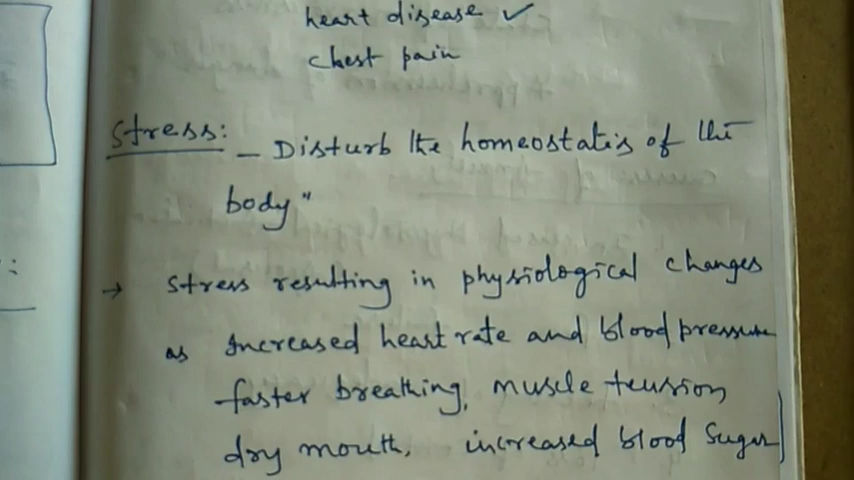 heart disease ✓
chest pain
Stress: - Disturb the homeostatis of the
body"
→ Stress resulting in physiological changes
as Increased heart rate and blood pressure
faster breathing, muscle tension
dry mouth, increased blood sugar